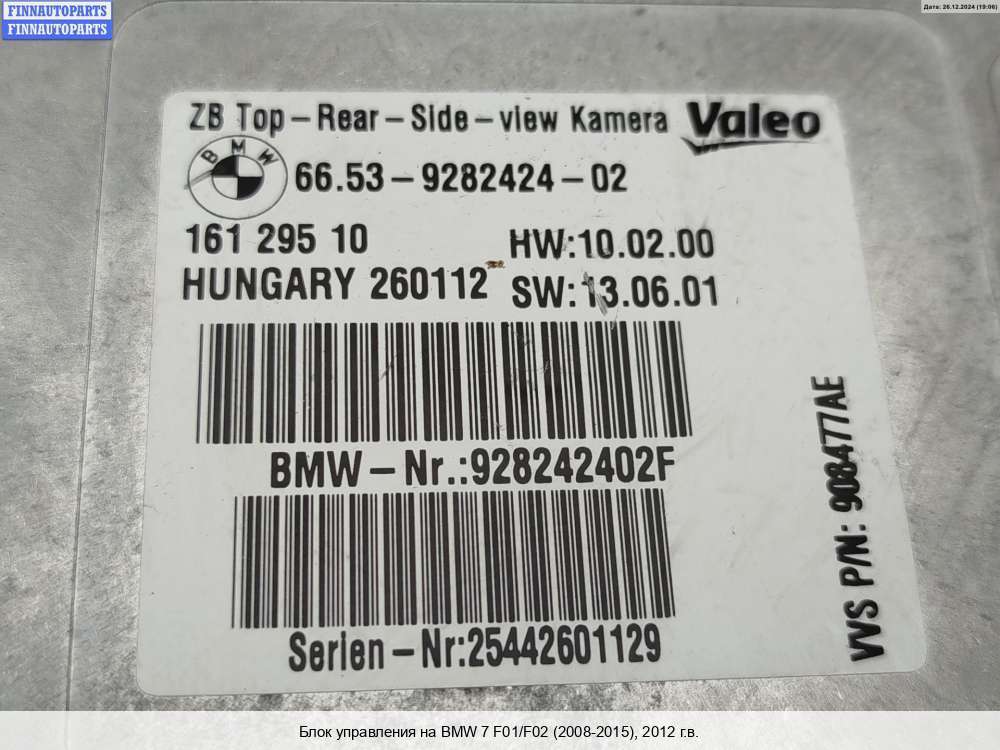 FINNAUTOPARTS
FINNAUTOPARTS
Дата: 26.12.2024 (19:06)
ZB Top-Rear-Side-view Kamera
Valeo
BMW
66.53-9282424-02
161 295 10
HW:10.02.00
HUNGARY 260112
SW:13.06.01
BMW-Nr.:928242402F
Serien-Nr:25442601129
VVS P/N: 908477AE
Блок управления на BMW 7 F01/F02 (2008-2015), 2012 г.в.